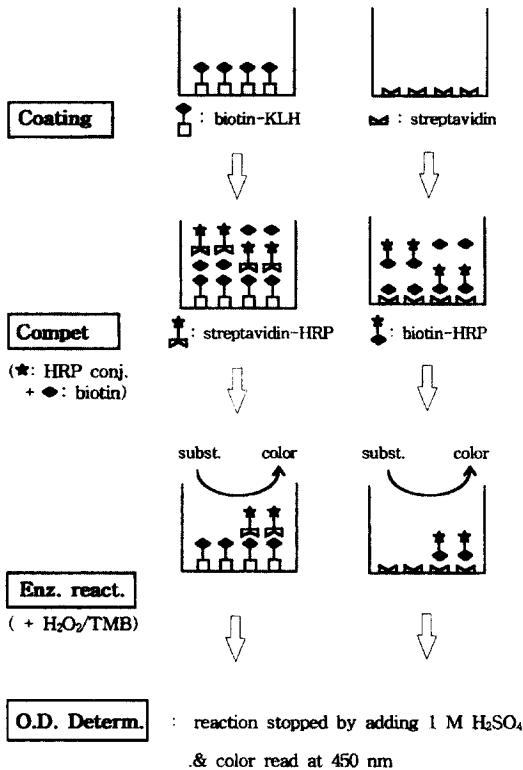 Coating
: biotin-KLH
: streptavidin
Compet
(★: HRP conj.
+ ◆: biotin)
: streptavidin-HRP
: biotin-HRP
subst. color
subst. color
Enz. react.
( + H₂O₂/TMB)
O.D. Determ.
: reaction stopped by adding 1 M H₂SO₄
.& color read at 450 nm